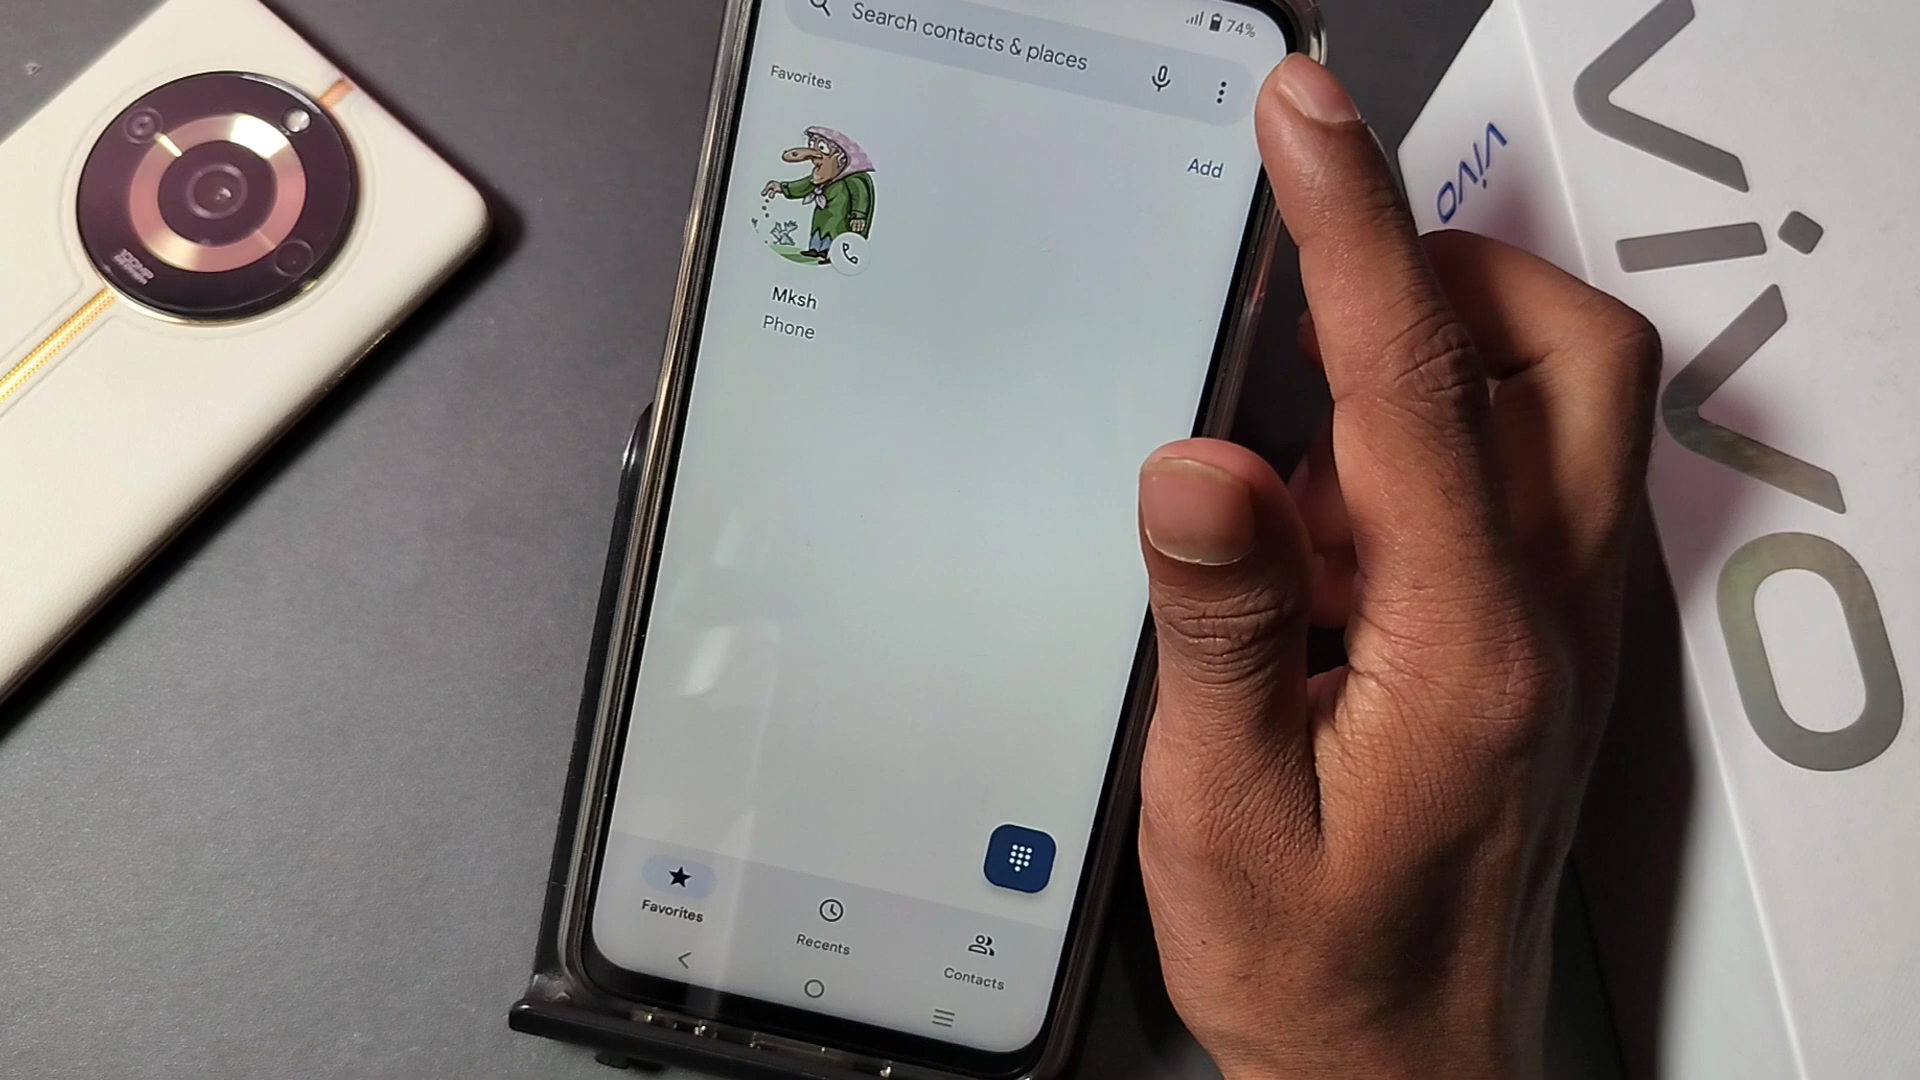 74%
Search contacts & places
Favorites
Add
Mksh
Phone
Favorites
Recents
Contacts
vivo
vivo